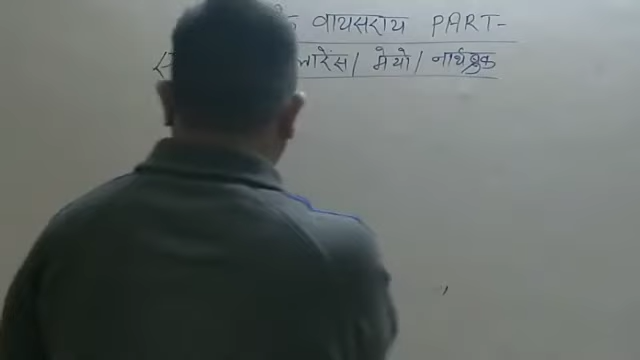 के वायसराय PART-
लारेंस / मेयो / नार्थब्रुक